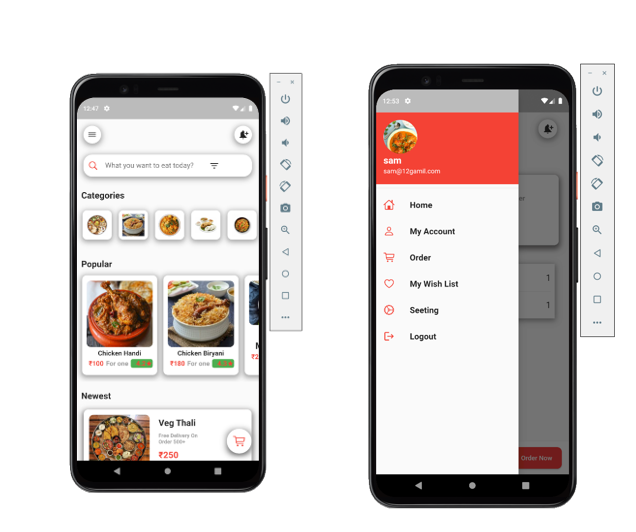 12:47
What you want to eat today?
Categories
Popular
Chicken Handi
₹100 For one
Chicken Biryani
₹180 For one
Newest
Veg Thali
Free Delivery On
₹250
12:53
sam
sam@12gamil.com
Home
My Account
Order
My Wish List
Seeting
Logout
1
1
Order Now